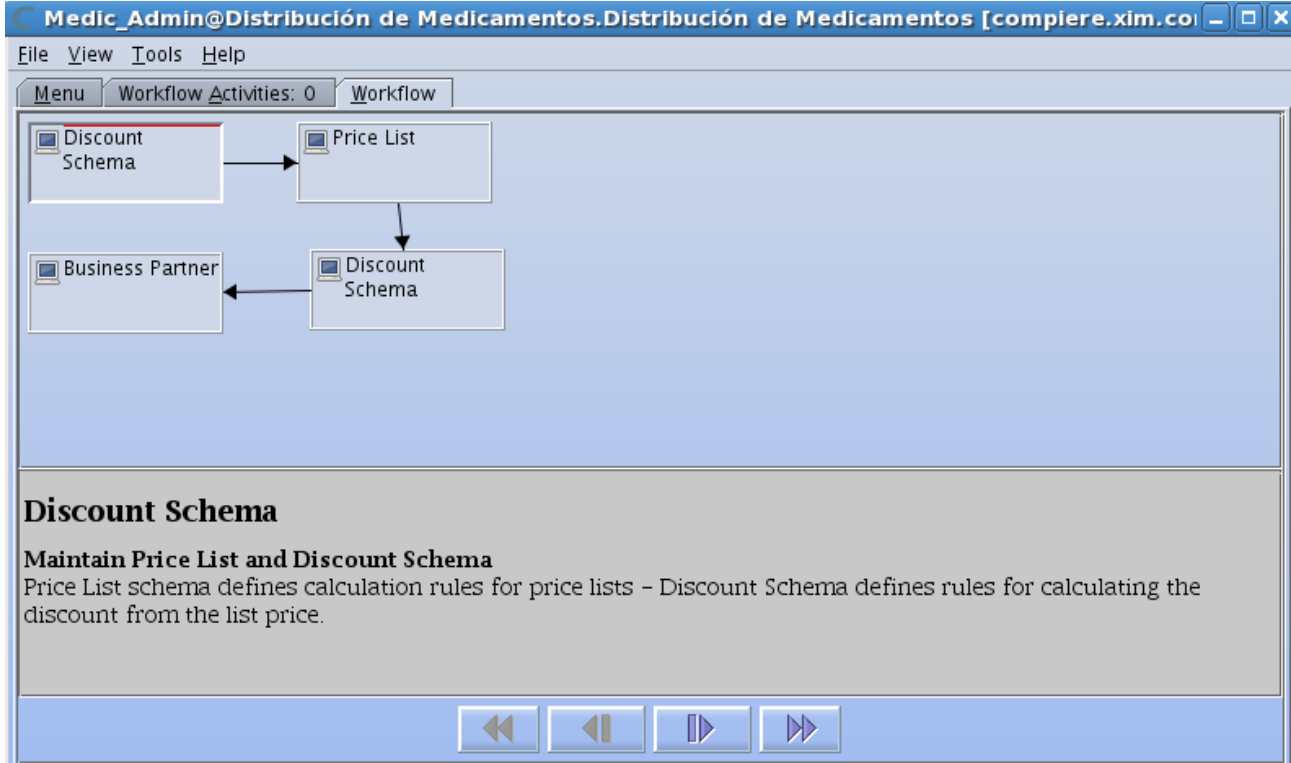 Medic_Admin@Distribución de Medicamentos.Distribución de Medicamentos [compiere.xim.co
File View Tools Help
Menu Workflow Activities: 0 Workflow
Discount
Schema
Price List
Business Partner
Discount
Schema
Discount Schema
Maintain Price List and Discount Schema
Price List schema defines calculation rules for price lists – Discount Schema defines rules for calculating the
discount from the list price.